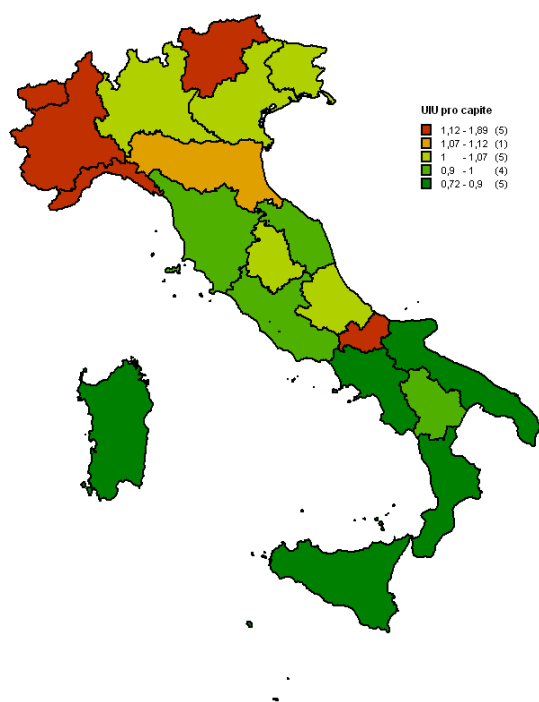 UIU pro capite
1,12 - 1,89 (5)
1,07 - 1,12 (1)
1 - 1,07 (5)
0,9 - 1 (4)
0,72 - 0,9 (5)